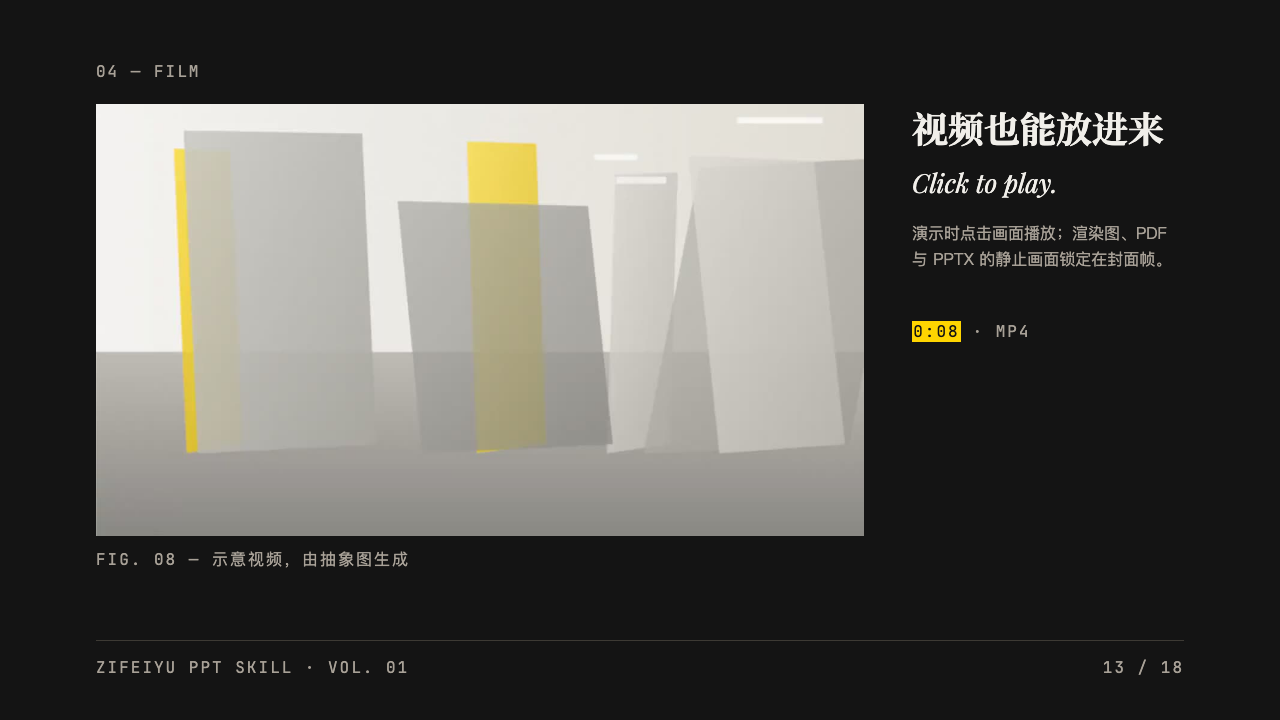 04 — FILM
视频也能放进来
Click to play.
演示时点击画面播放；渲染图、PDF
与 PPTX 的静止画面锁定在封面帧。
0:08 · MP4
FIG. 08 — 示意视频，由抽象图生成
ZIFEIYU PPT SKILL · VOL. 01
13 / 18